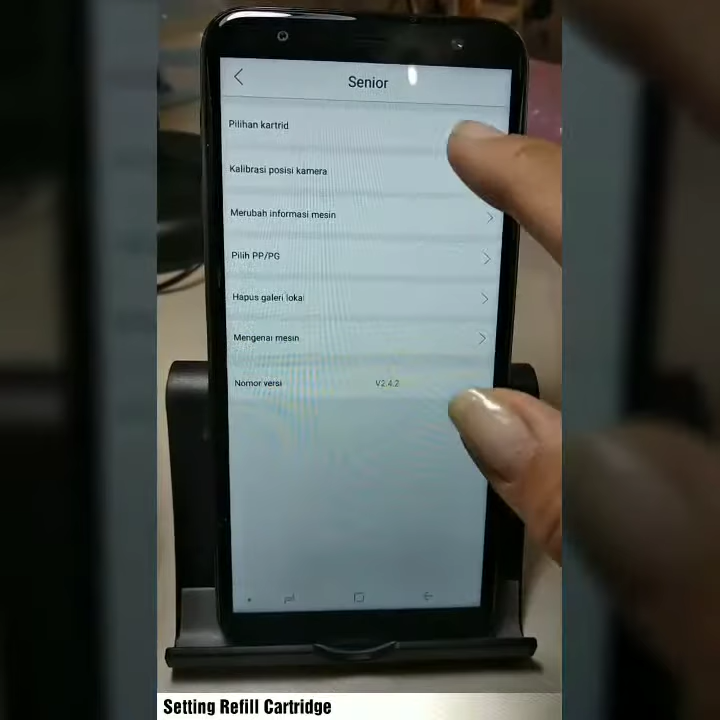 Senior
Pilihan kartrid
Kalibrasi posisi kamera
Merubah informasi mesin
Pilih PP/PG
Hapus galeri lokal
Mengenai mesin
Nomor versi V2.4.2
Setting Refill Cartridge